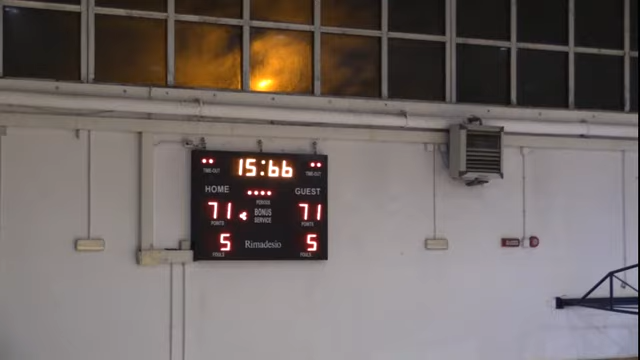 15:66
TIME-OUT TIME-OUT
HOME GUEST
PERIOD
71 BONUS 71
POINTS SERVICE POINTS
5 Rimadesio 5
FOULS FOULS